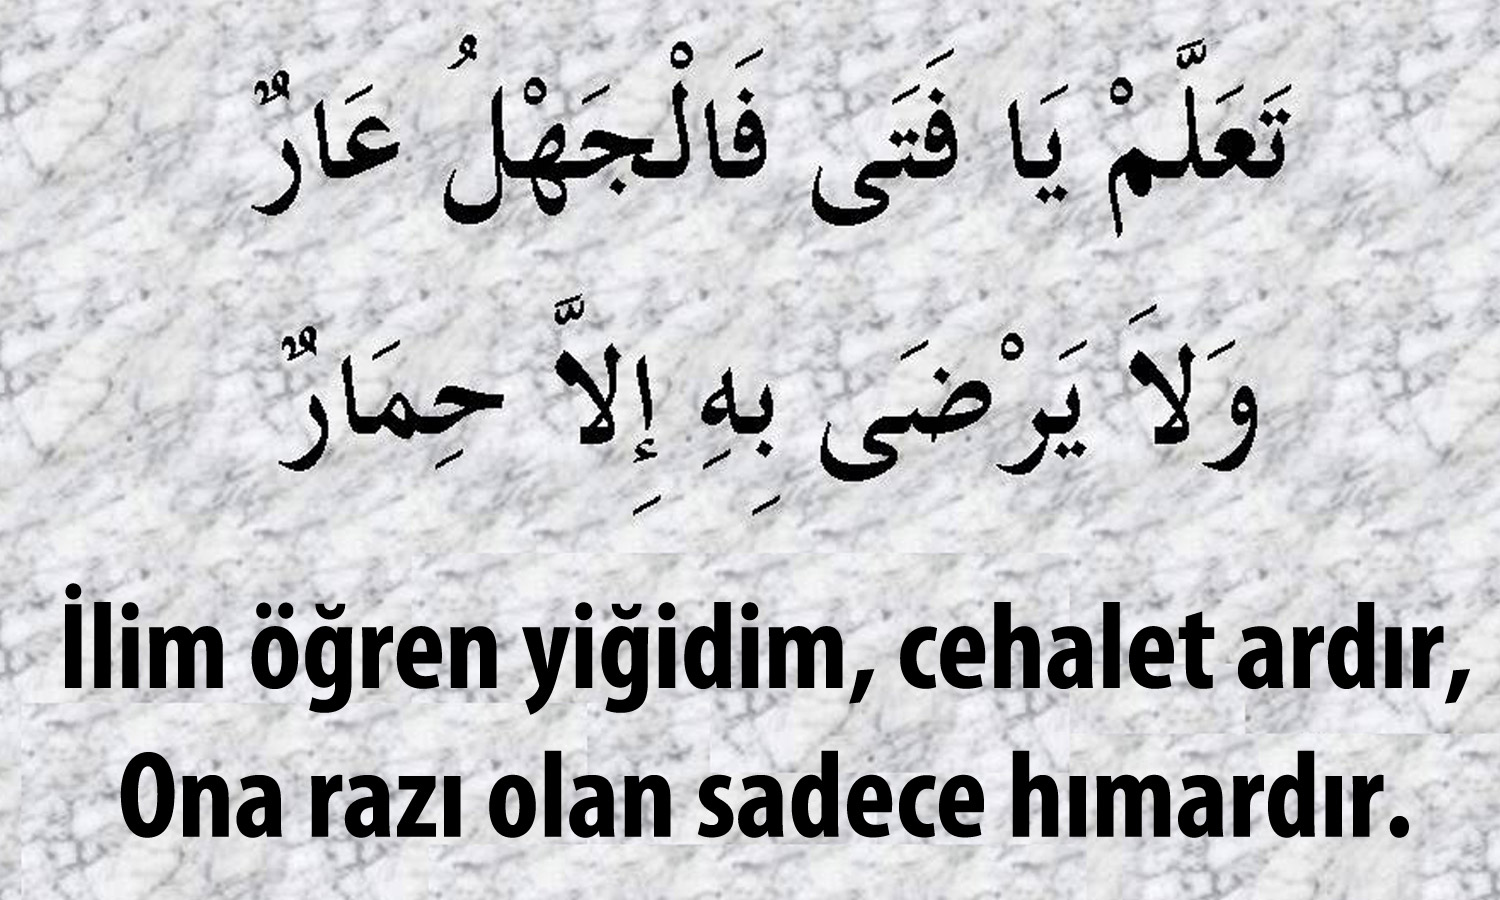 تَعَلَّمْ يَا فَتَى فَالْجَهْلُ عَارٌ
وَلاَ يَرْضَى بِهِ إِلاَّ حِمَارٌ
İlim öğren yiğidim, cehalet ardır,
Ona razı olan sadece hımardır.